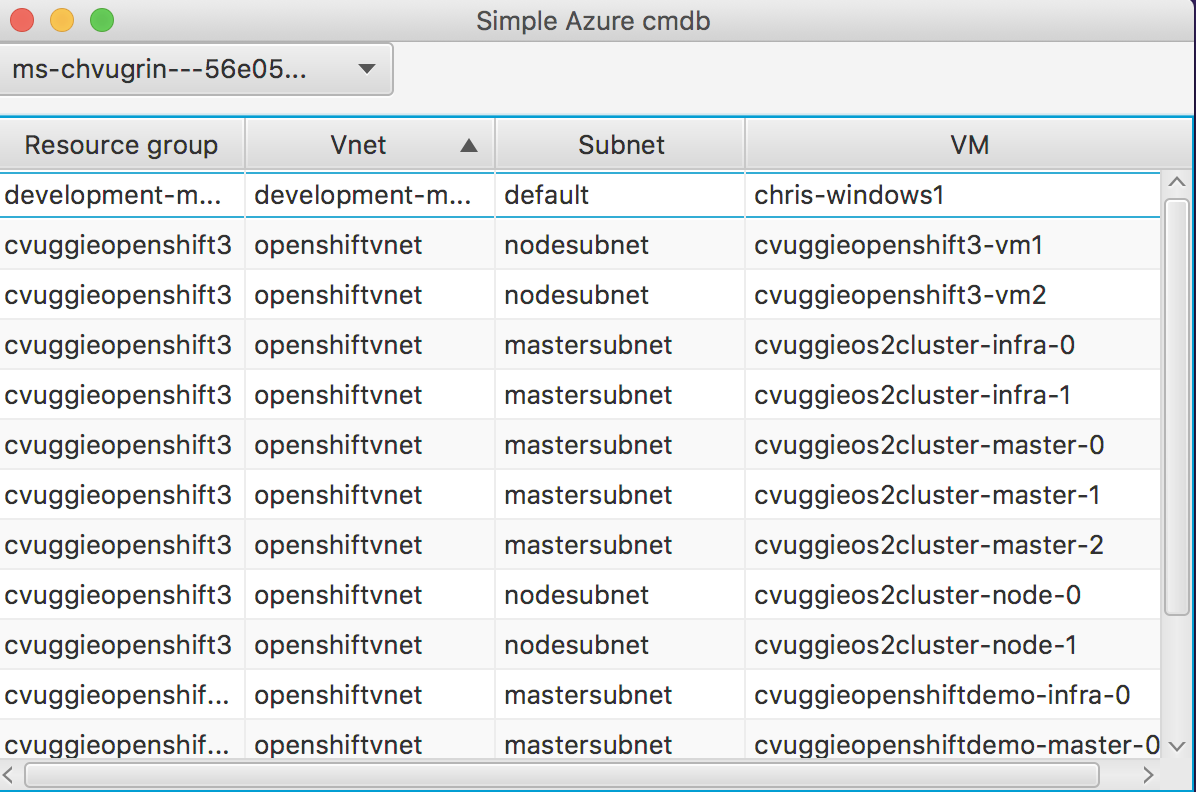 Simple Azure cmdb
ms-chvugrin---56e05...
Resource group Vnet Subnet VM
development-m... development-m... default chris-windows1
cvuggieopenshift3 openshiftvnet nodesubnet cvuggieopenshift3-vm1
cvuggieopenshift3 openshiftvnet nodesubnet cvuggieopenshift3-vm2
cvuggieopenshift3 openshiftvnet mastersubnet cvuggieos2cluster-infra-0
cvuggieopenshift3 openshiftvnet mastersubnet cvuggieos2cluster-infra-1
cvuggieopenshift3 openshiftvnet mastersubnet cvuggieos2cluster-master-0
cvuggieopenshift3 openshiftvnet mastersubnet cvuggieos2cluster-master-1
cvuggieopenshift3 openshiftvnet mastersubnet cvuggieos2cluster-master-2
cvuggieopenshift3 openshiftvnet nodesubnet cvuggieos2cluster-node-0
cvuggieopenshift3 openshiftvnet nodesubnet cvuggieos2cluster-node-1
cvuggieopenshif... openshiftvnet mastersubnet cvuggieopenshiftdemo-infra-0
cvuggieopenshif... openshiftvnet mastersubnet cvuggieopenshiftdemo-master-0